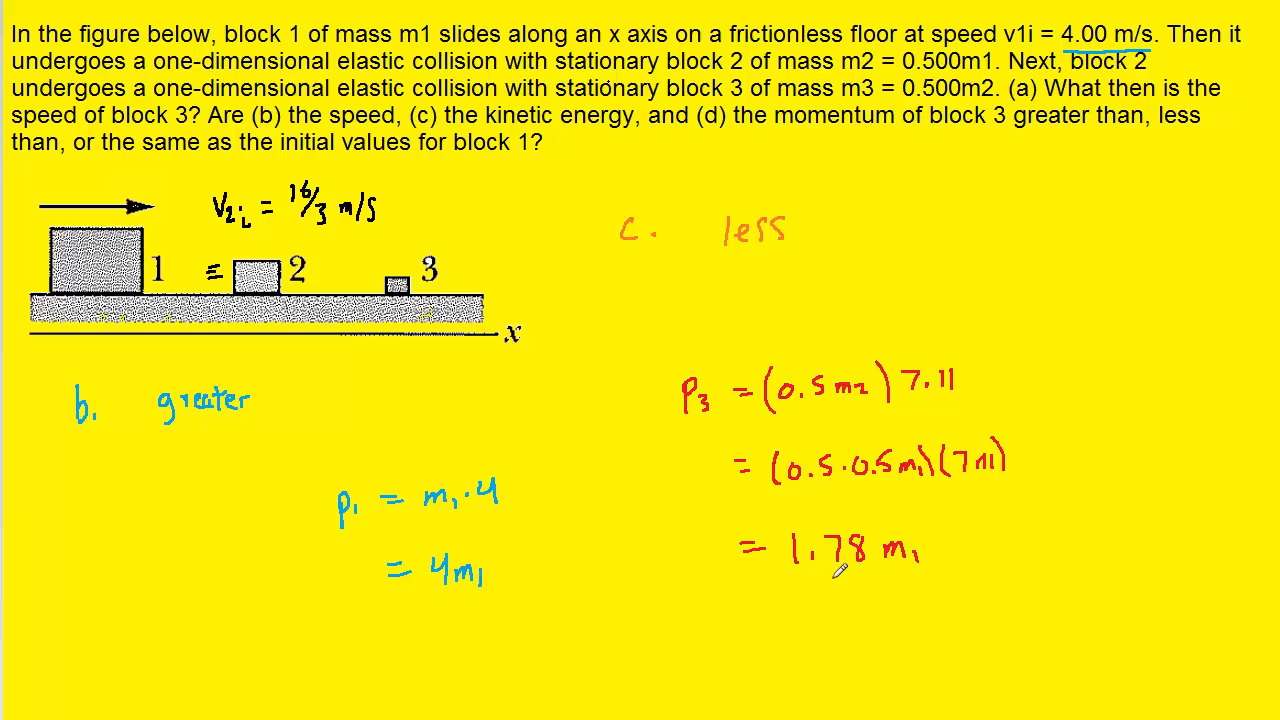 In the figure below, block 1 of mass m1 slides along an x axis on a frictionless floor at speed v1i = 4.00 m/s. Then it
undergoes a one-dimensional elastic collision with stationary block 2 of mass m2 = 0.500m1. Next, block 2
undergoes a one-dimensional elastic collision with stationary block 3 of mass m3 = 0.500m2. (a) What then is the
speed of block 3? Are (b) the speed, (c) the kinetic energy, and (d) the momentum of block 3 greater than, less
than, or the same as the initial values for block 1?
V2i = 16/3 m/s
c. less
1 = 2 3
x
b. greater
P3 = (0.5 m2) 7.11
= (0.5 · 0.5 m1)(7.11)
P1 = m1 · 4
= 1.78 m1
= 4m1